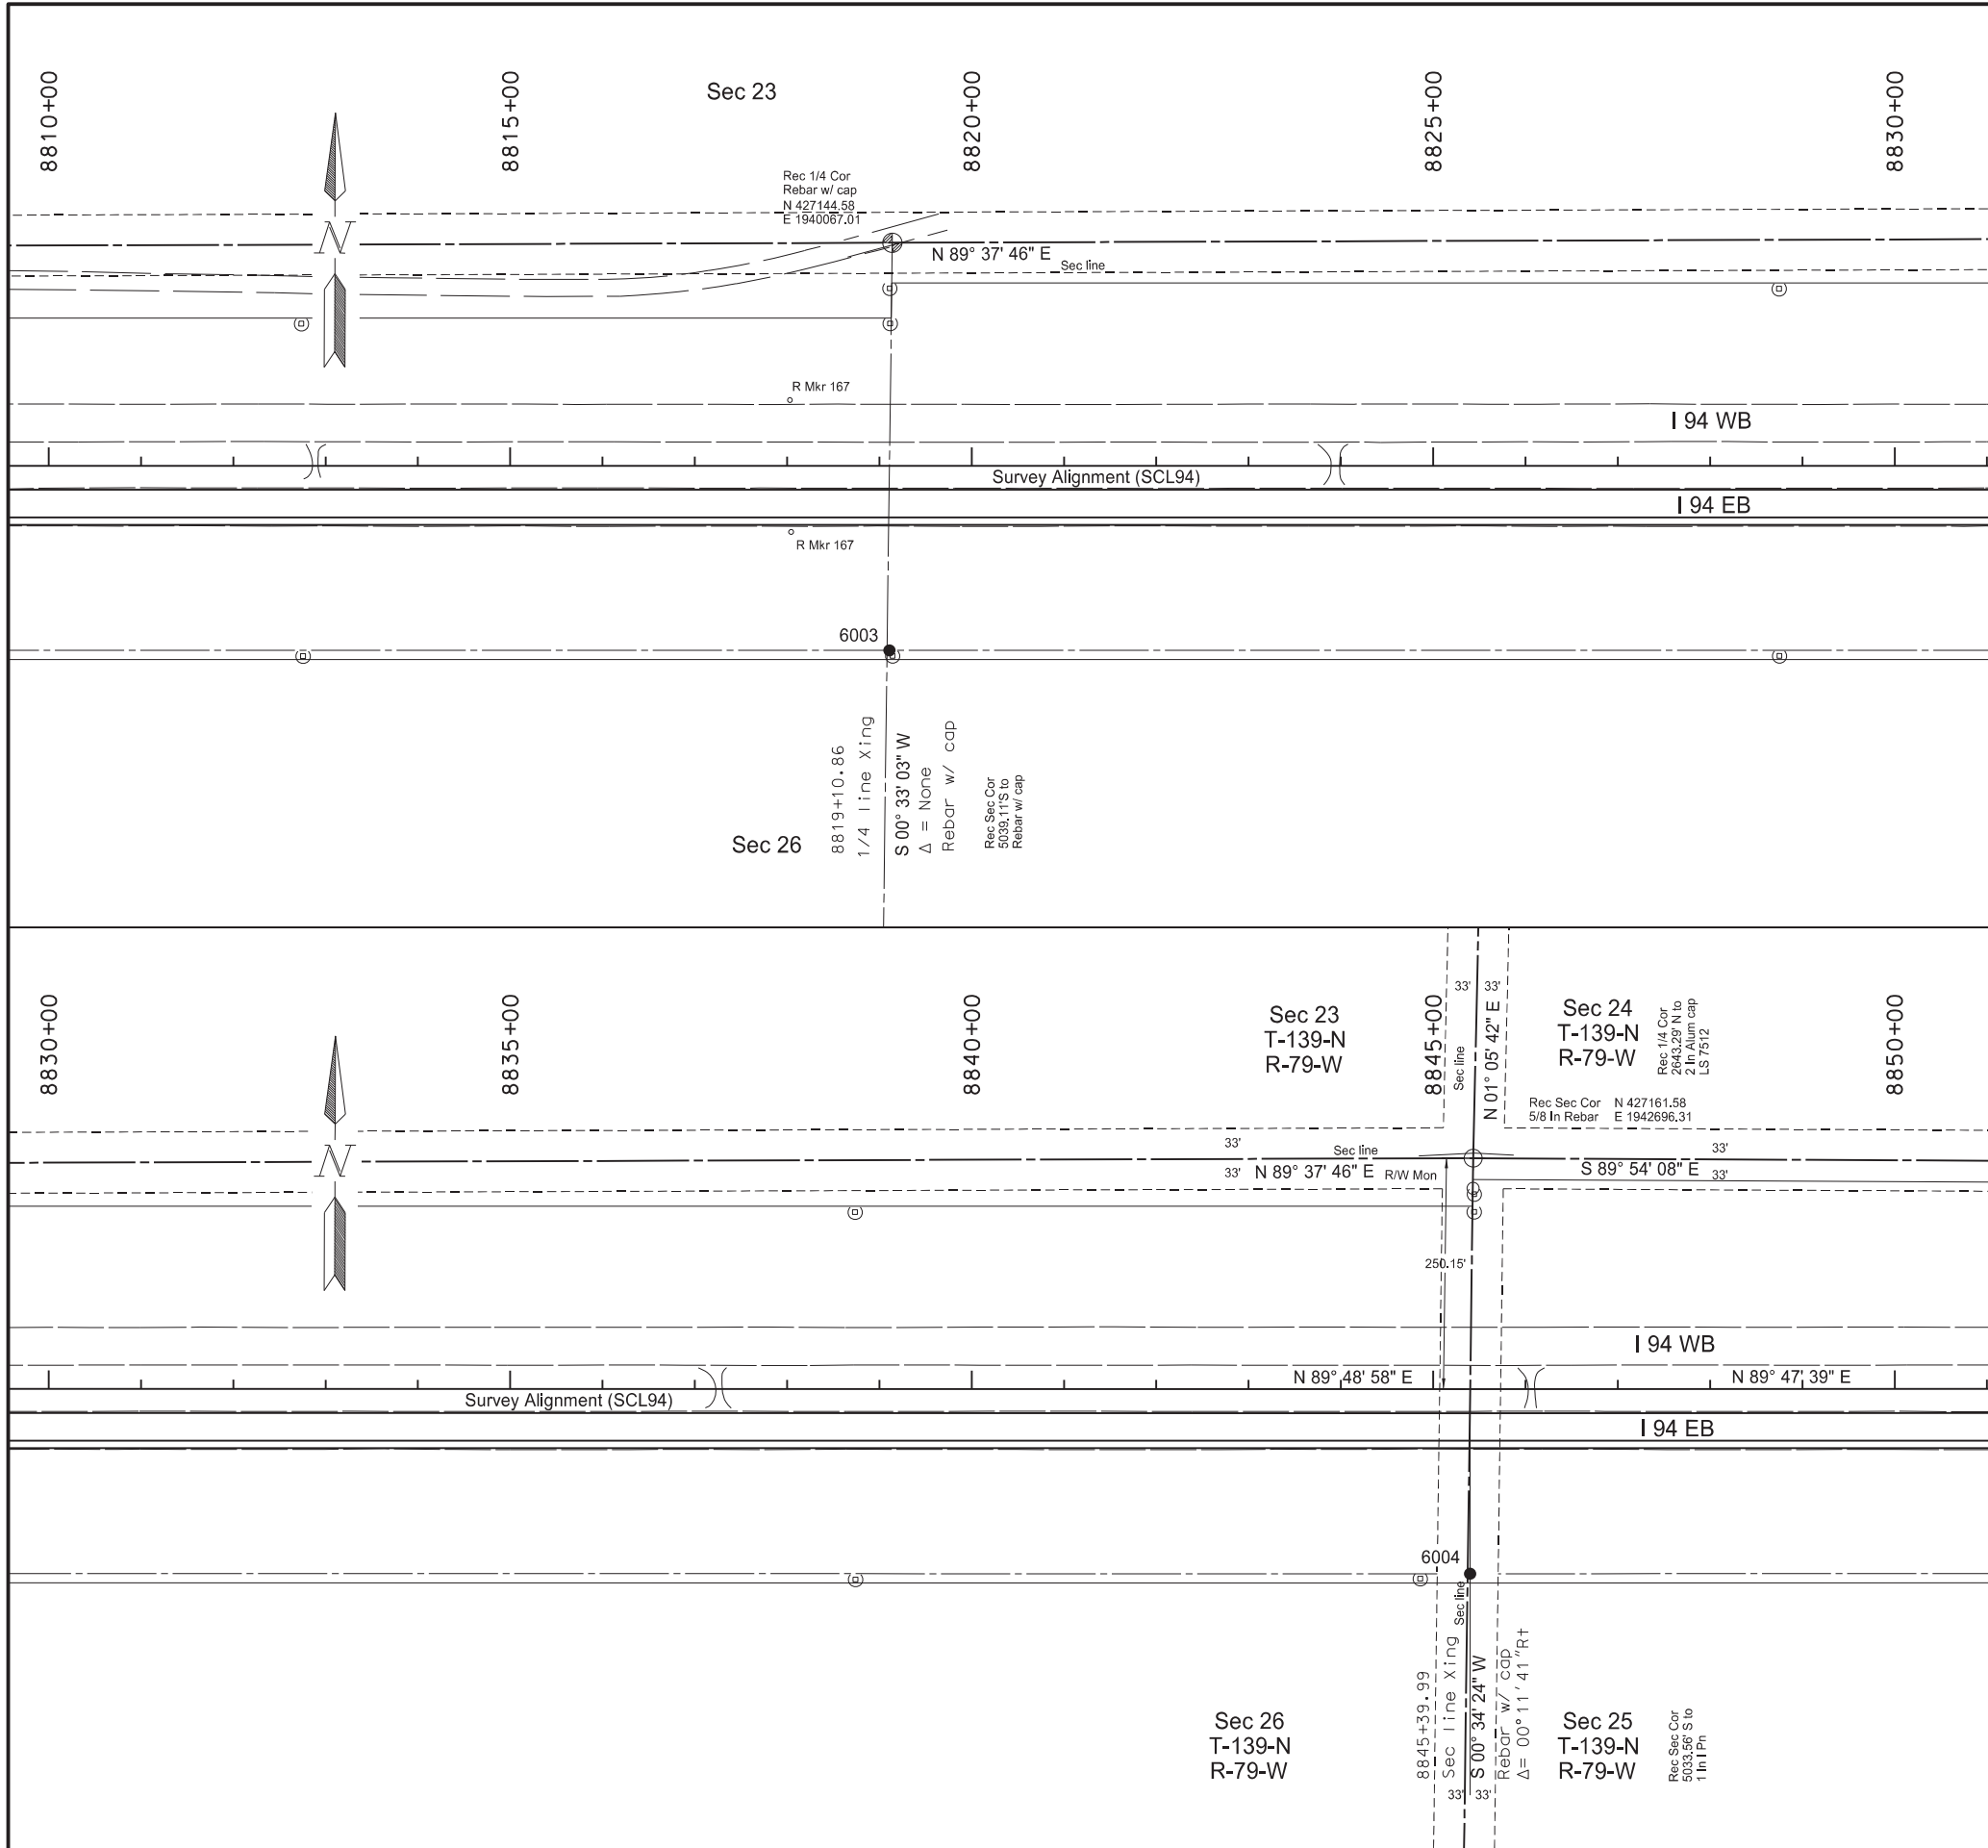 8810+00
8815+00
8820+00
8825+00
8830+00
Sec 23
Rec 1/4 Cor
Rebar w/ cap
N 427144.58
E 1940067.01
N
N 89° 37' 46" E
Sec line
R Mkr 167
I 94 WB
Survey Alignment (SCL94)
I 94 EB
R Mkr 167
6003
8819+10.86
1/4 line Xing
S 00° 33' 03" W
Δ = None
Rebar w/ cap
Rec Sec Cor
5039.11'S to
Rebar w/ cap
Sec 26
8830+00
8835+00
8840+00
8845+00
8850+00
Sec 23
T-139-N
R-79-W
33' 33'
Sec line
N 01° 05' 42" E
Sec 24
T-139-N
R-79-W
Rec 1/4 Cor
2643.29' N to
2 In Alum cap
LS 7512
Rec Sec Cor N 427161.58
5/8 In Rebar E 1942696.31
N
33'
Sec line
33'
33' N 89° 37' 46" E R/W Mon
S 89° 54' 08" E 33'
250.15'
I 94 WB
N 89° 48' 58" E
N 89° 47' 39" E
Survey Alignment (SCL94)
I 94 EB
6004
Sec line
8845+39.99
Sec line Xing
S 00° 34' 24" W
Rebar w/ cap
Δ= 00°11'41"Rt
33' 33'
Sec 26
T-139-N
R-79-W
Sec 25
T-139-N
R-79-W
Rec Sec Cor
5033.56' S to
1 In I Pn